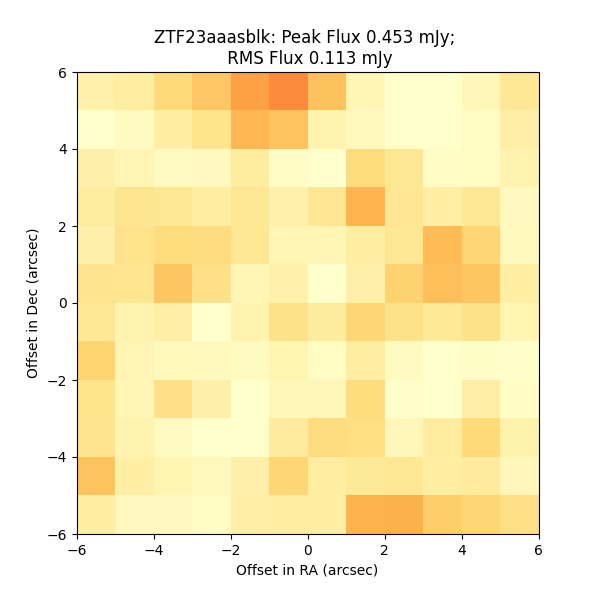 ZTF23aaasblk: Peak Flux 0.453 mJy;
RMS Flux 0.113 mJy
6
4
2
0
−2
−4
−6
Offset in Dec (arcsec)
−6 −4 −2 0 2 4 6
Offset in RA (arcsec)